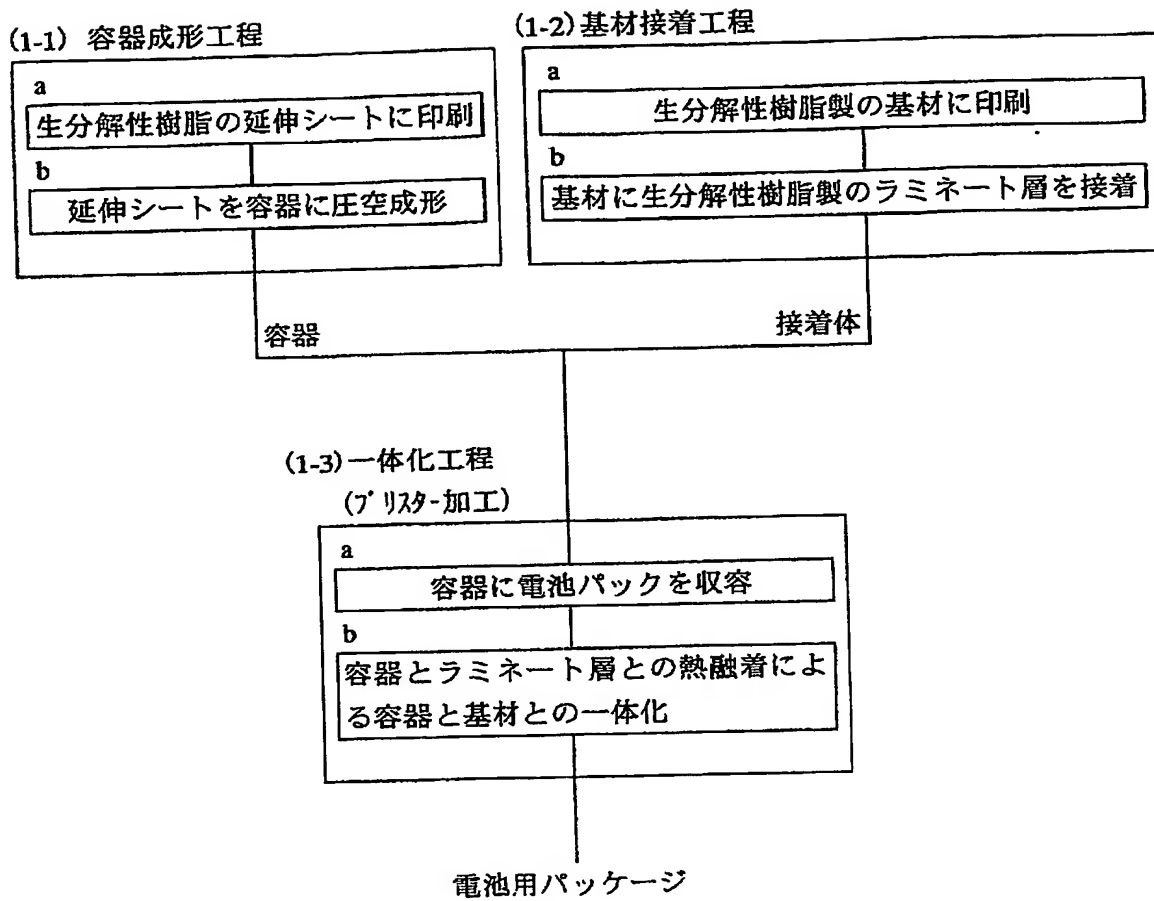 (1-1) 容器成形工程
a
生分解性樹脂の延伸シートに印刷
b
延伸シートを容器に圧空成形
(1-2)基材接着工程
a
生分解性樹脂製の基材に印刷
b
基材に生分解性樹脂製のラミネート層を接着
容器
接着体
(1-3)一体化工程
(ブリスター加工)
a
容器に電池パックを収容
b
容器とラミネート層との熱融着によ
る容器と基材との一体化
電池用パッケージ